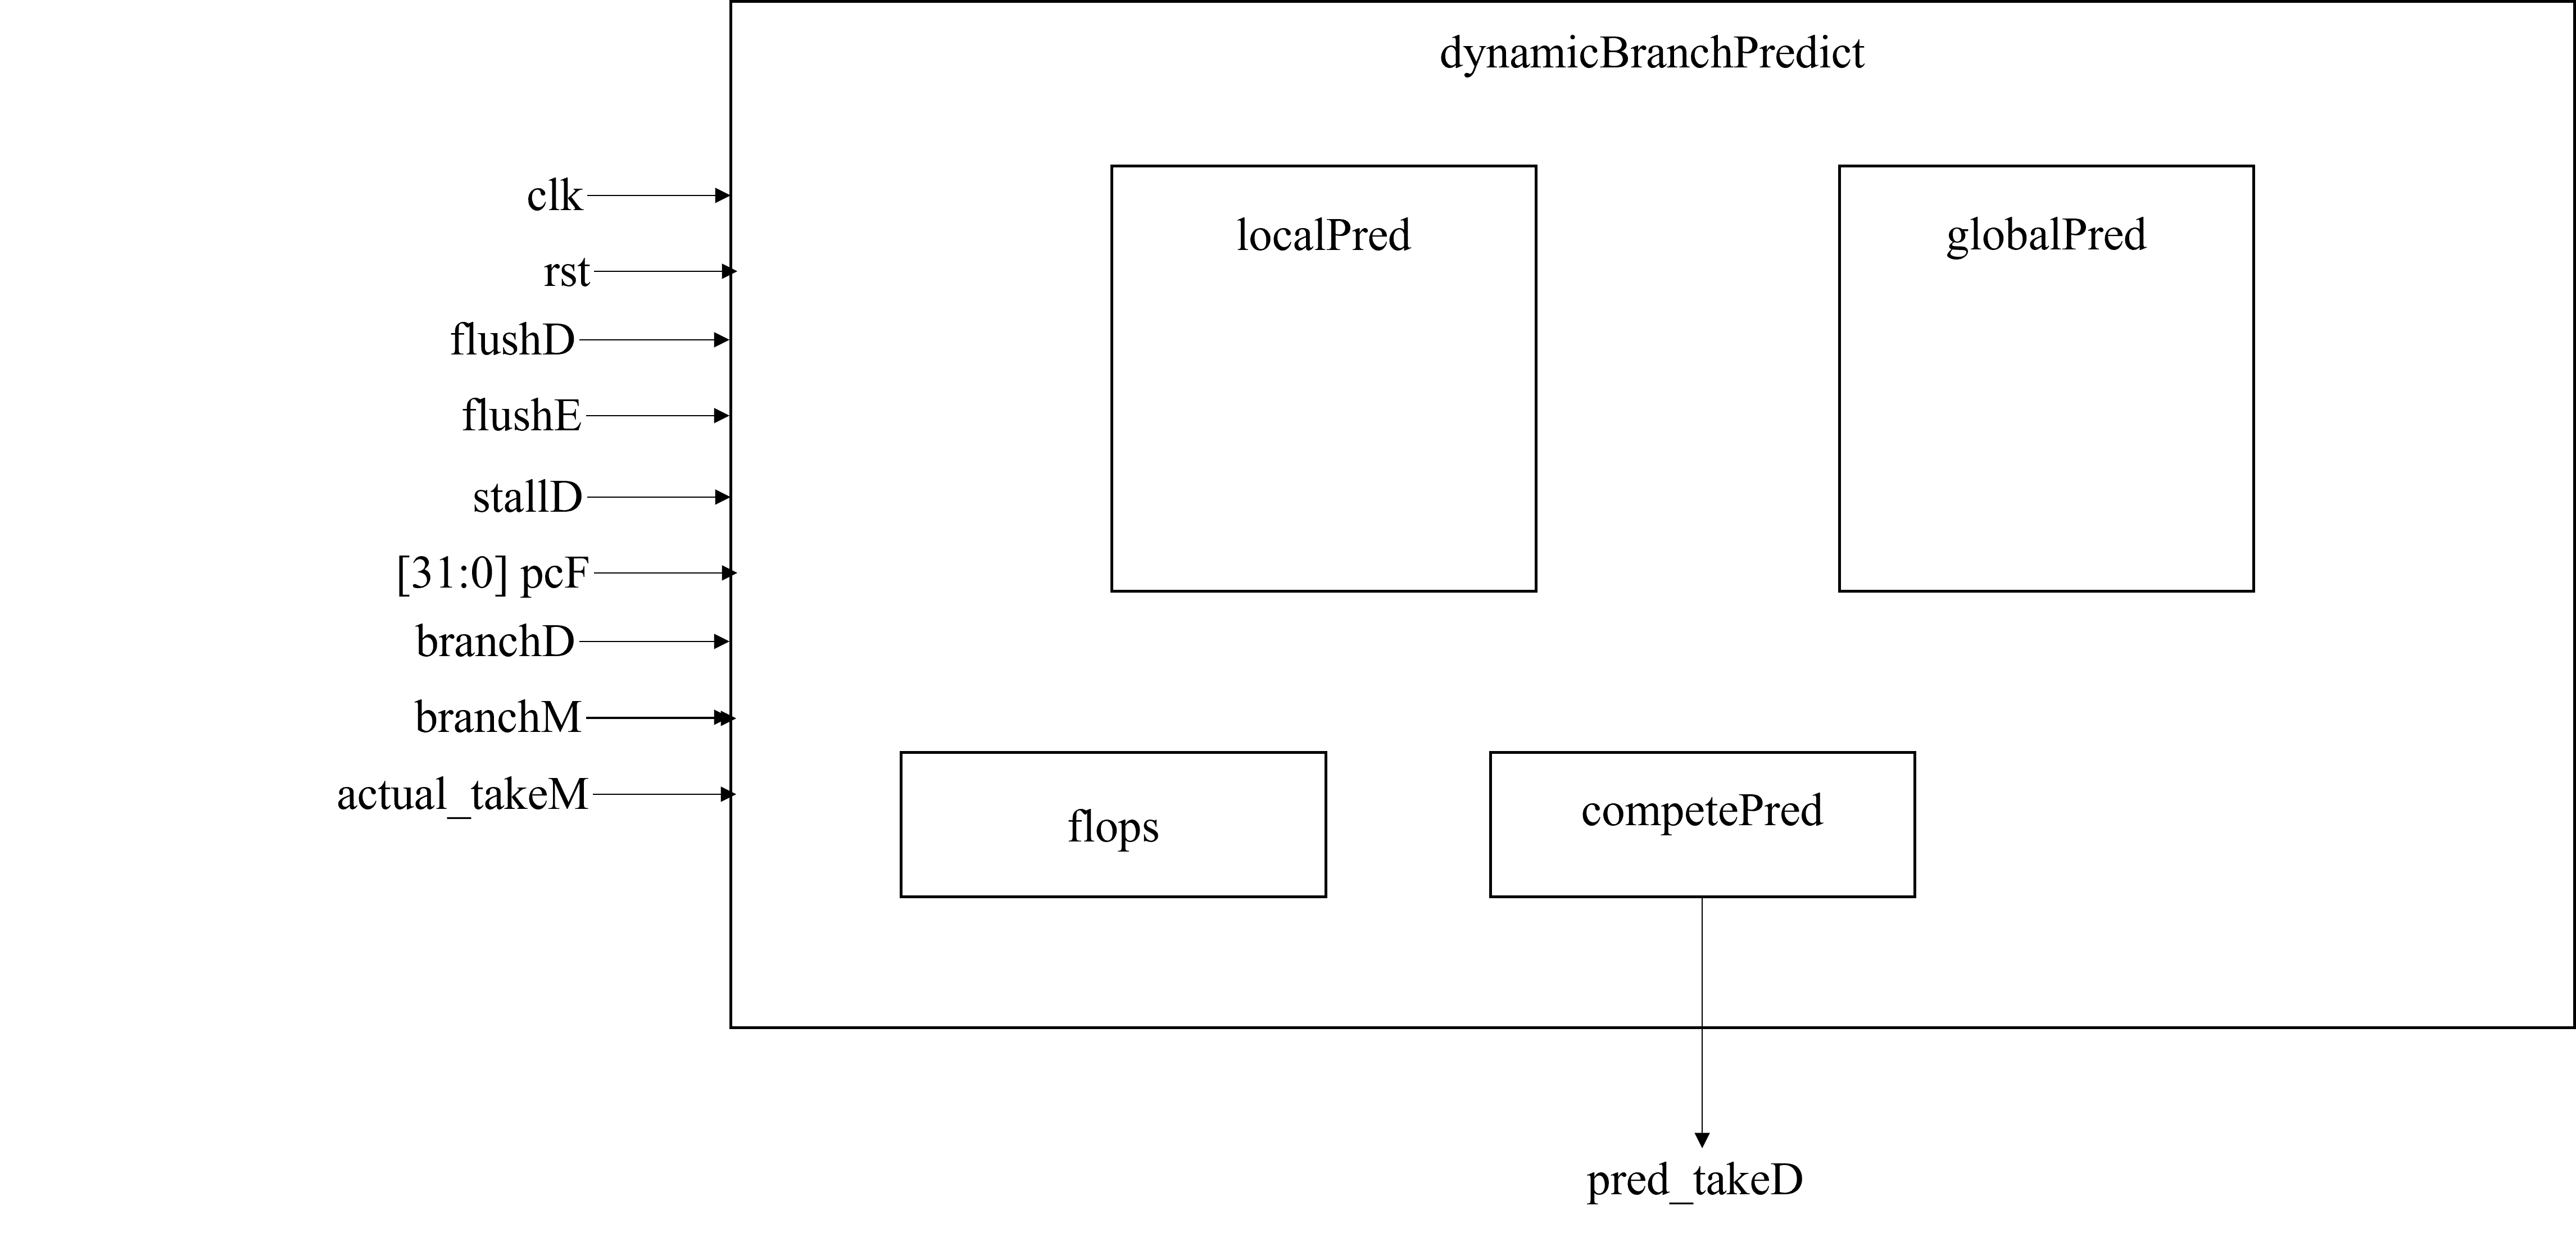 dynamicBranchPredict
clk
rst
flushD
flushE
stallD
[31:0] pcF
branchD
branchM
actual_takeM
localPred
globalPred
flops
competePred
pred_takeD